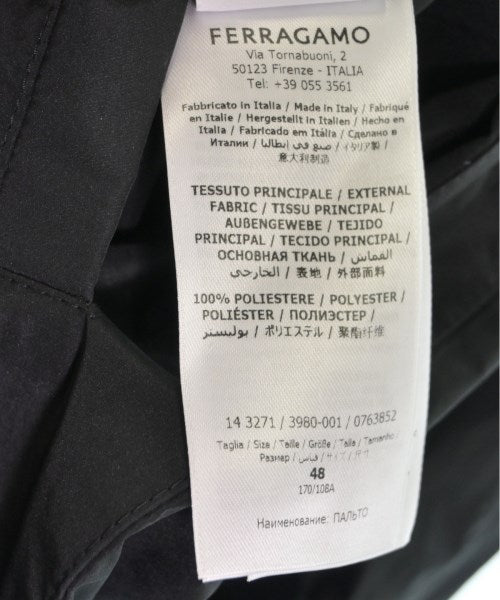 FERRAGAMO
Via Tornabuoni, 2
50123 Firenze - ITALIA
Tel: +39 055 3561
Fabbricato in Italia / Made in Italy / Fabriqué
en Italie / Hergestellt in Italien / Hecho en
Italia / Fabricado em Itália / Сделано в
Италии / صنع في إيطاليا / イタリア製 /
意大利制造
TESSUTO PRINCIPALE / EXTERNAL
FABRIC / TISSU PRINCIPAL /
AUßENGEWEBE / TEJIDO
PRINCIPAL / TECIDO PRINCIPAL /
ОСНОВНАЯ ТКАНЬ / القماش
الخارجي / 表地 / 外部面料
100% POLIESTERE / POLYESTER /
POLIÉSTER / ПОЛИЭСТЕР /
بوليستر / ポリエステル / 聚酯纤维
14 3271 / 3980-001 / 0763852
Taglia / Size / Taille / Größe / Talla / Tamanho /
Размер / قياس / サイズ / 尺寸
48
170/108A
Наименование: ПАЛЬТО